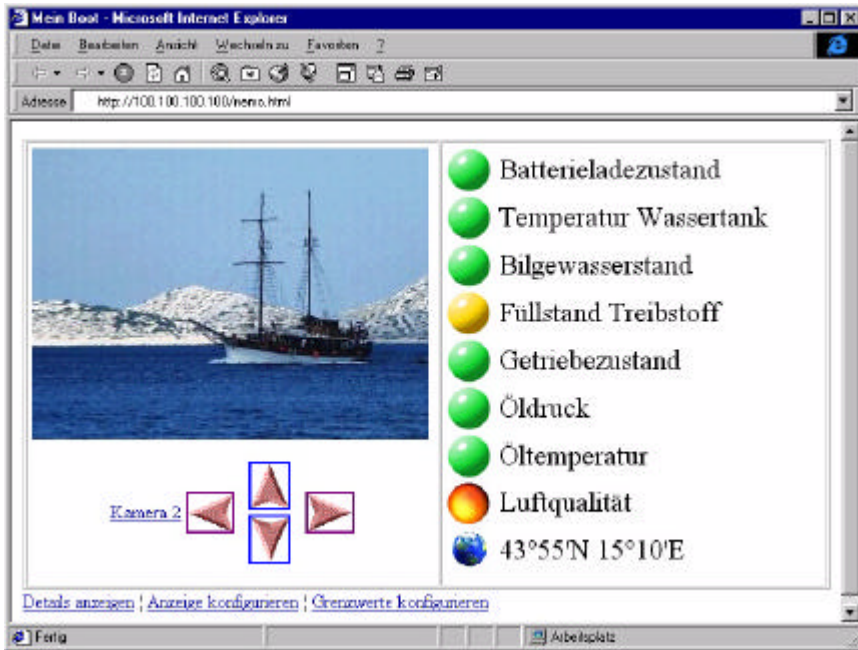 Mein Boot - Microsoft Internet Explorer
Datei Bearbeiten Ansicht Wechseln zu Favoriten ?
Adresse http://100.100.100.100/nemo.html
Batterieladezustand
Temperatur Wassertank
Bilgewasserstand
Füllstand Treibstoff
Getriebezustand
Öldruck
Öltemperatur
Luftqualität
43°55'N 15°10'E
Kamera 2
Details anzeigen ¦ Anzeige konfigurieren ¦ Grenzwerte konfigurieren
Fertig
Arbeitsplatz